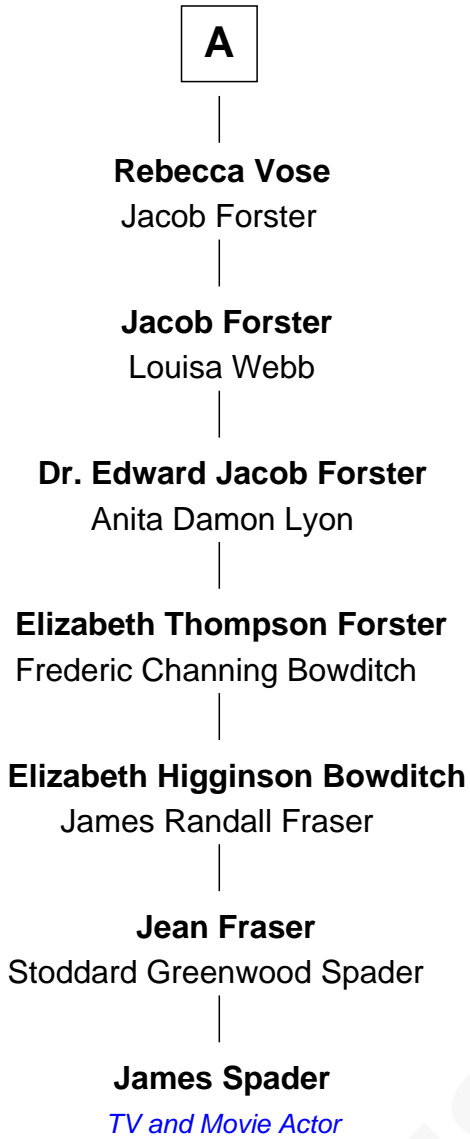 A
Rebecca Vose
Jacob Forster
Jacob Forster
Louisa Webb
Dr. Edward Jacob Forster
Anita Damon Lyon
Elizabeth Thompson Forster
Frederic Channing Bowditch
Elizabeth Higginson Bowditch
James Randall Fraser
Jean Fraser
Stoddard Greenwood Spader
James Spader
TV and Movie Actor